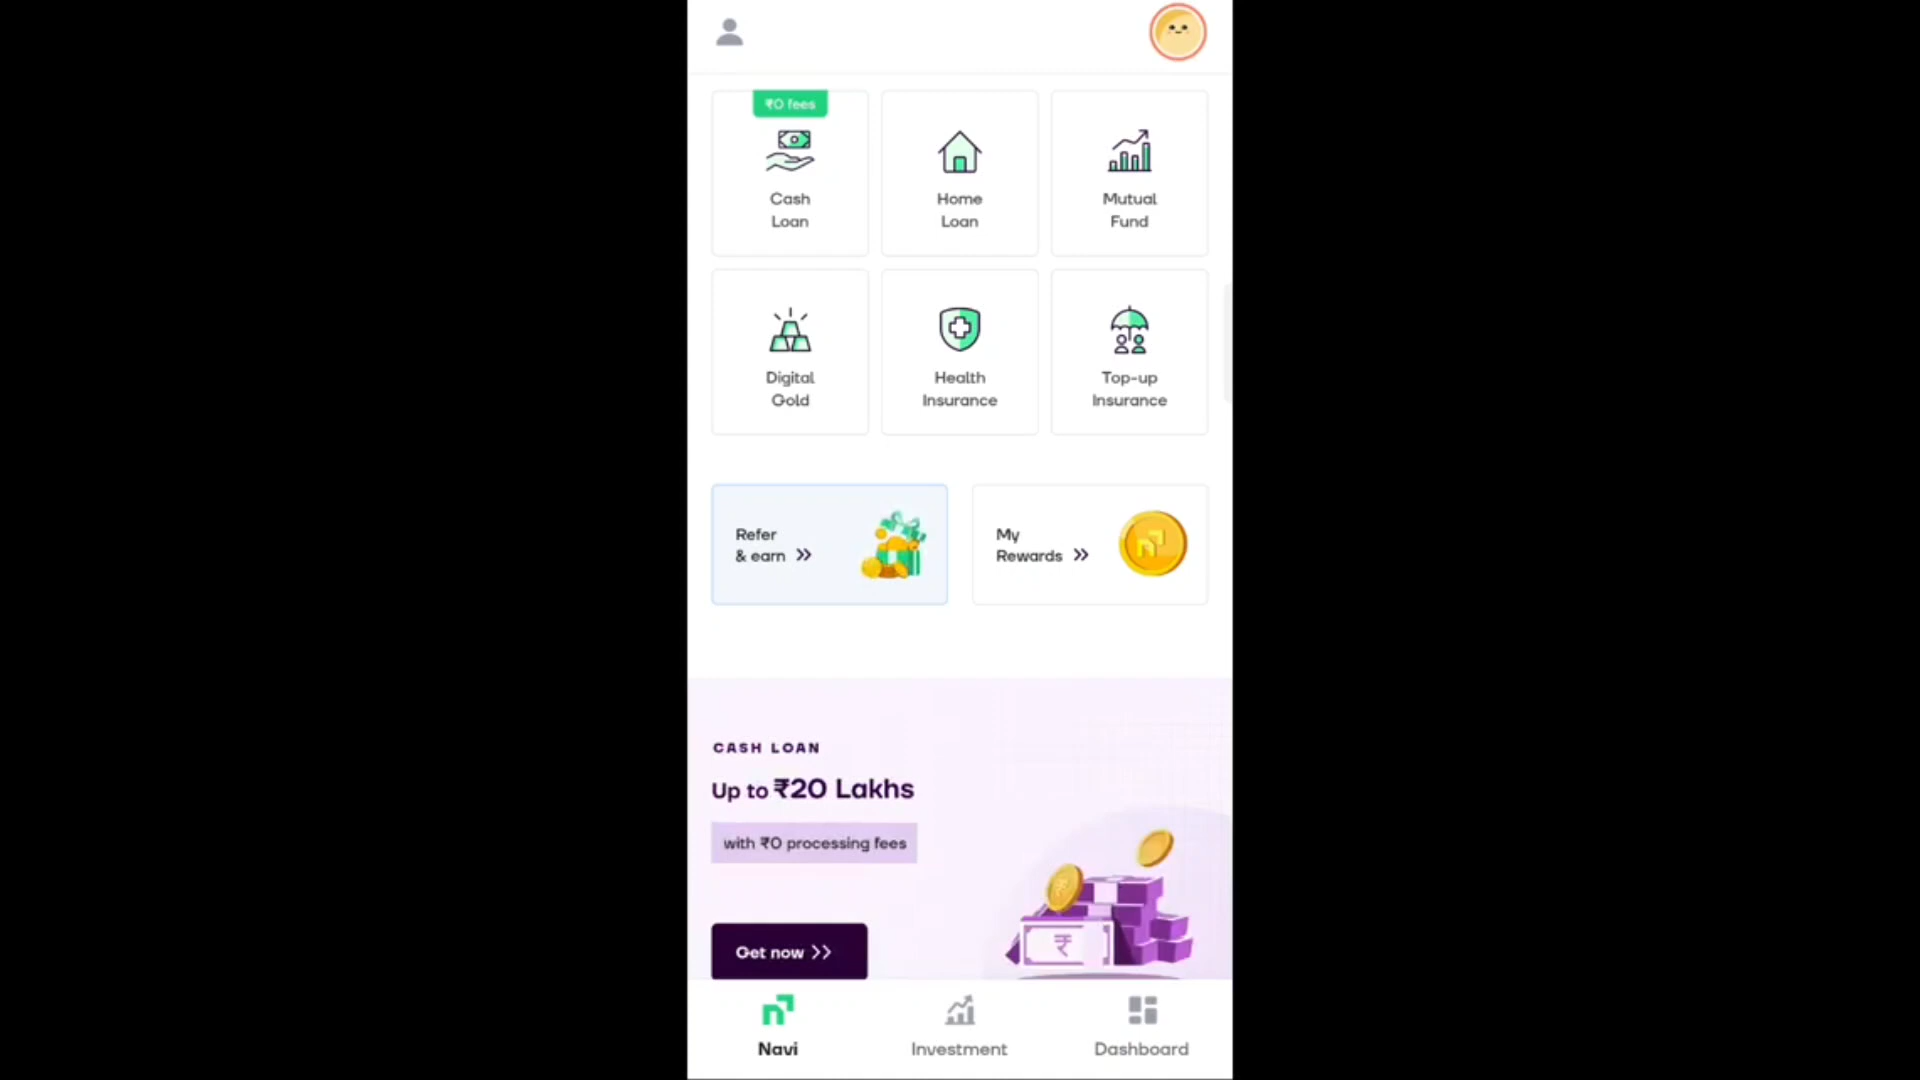 ₹0 fees
Cash
Loan
Home
Loan
Mutual
Fund
Digital
Gold
Health
Insurance
Top-up
Insurance
Refer
& earn >>
My
Rewards >>
CASH LOAN
Up to ₹20 Lakhs
with ₹0 processing fees
₹
Get now >>
Navi
Investment
Dashboard